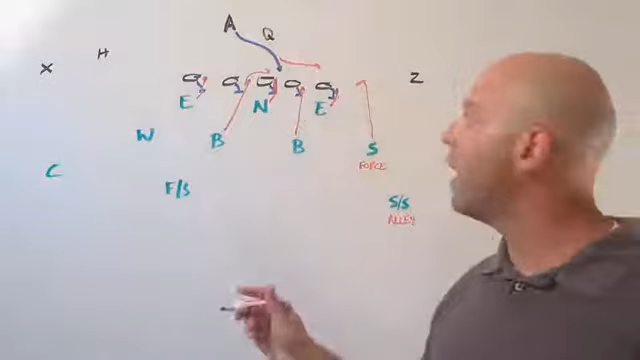 A Q
X H
Z
E N E
W B B S
FORCE
C F/S
S/S
ALLEY